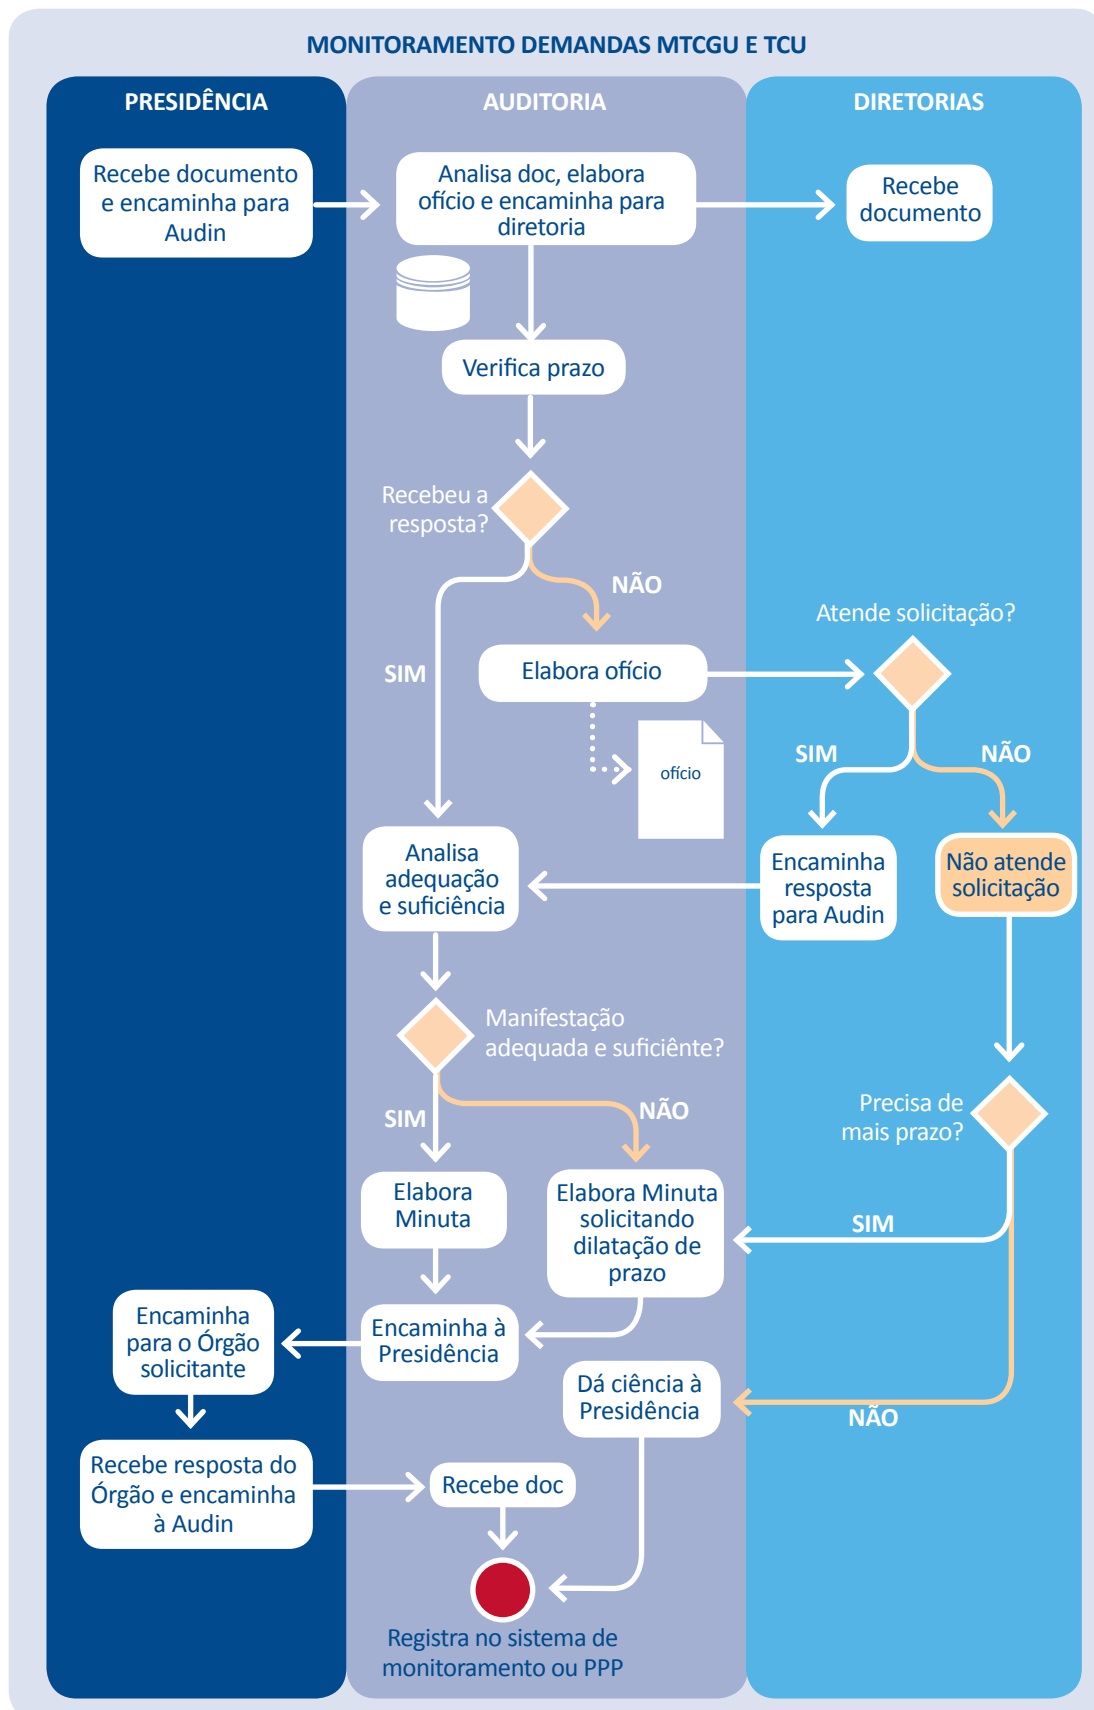 MONITORAMENTO DEMANDAS MTCGU E TCU
PRESIDÊNCIA
AUDITORIA
DIRETORIAS
Recebe documento
e encaminha para
Audin
Analisa doc, elabora
ofício e encaminha para
diretoria
Recebe
documento
Verifica prazo
Recebeu a
resposta?
NÃO
SIM
Elabora ofício
ofício
Atende solicitação?
SIM
NÃO
Encaminha
resposta
para Audin
Não atende
solicitação
Analisa
adequação
e suficiência
Manifestação
adequada e suficiênte?
SIM
NÃO
Precisa de
mais prazo?
SIM
NÃO
Elabora
Minuta
Elabora Minuta
solicitando
dilatação de
prazo
Encaminha à
Presidência
Encaminha
para o Órgão
solicitante
Dá ciência à
Presidência
Recebe resposta do
Órgão e encaminha
à Audin
Recebe doc
Registra no sistema de
monitoramento ou PPP